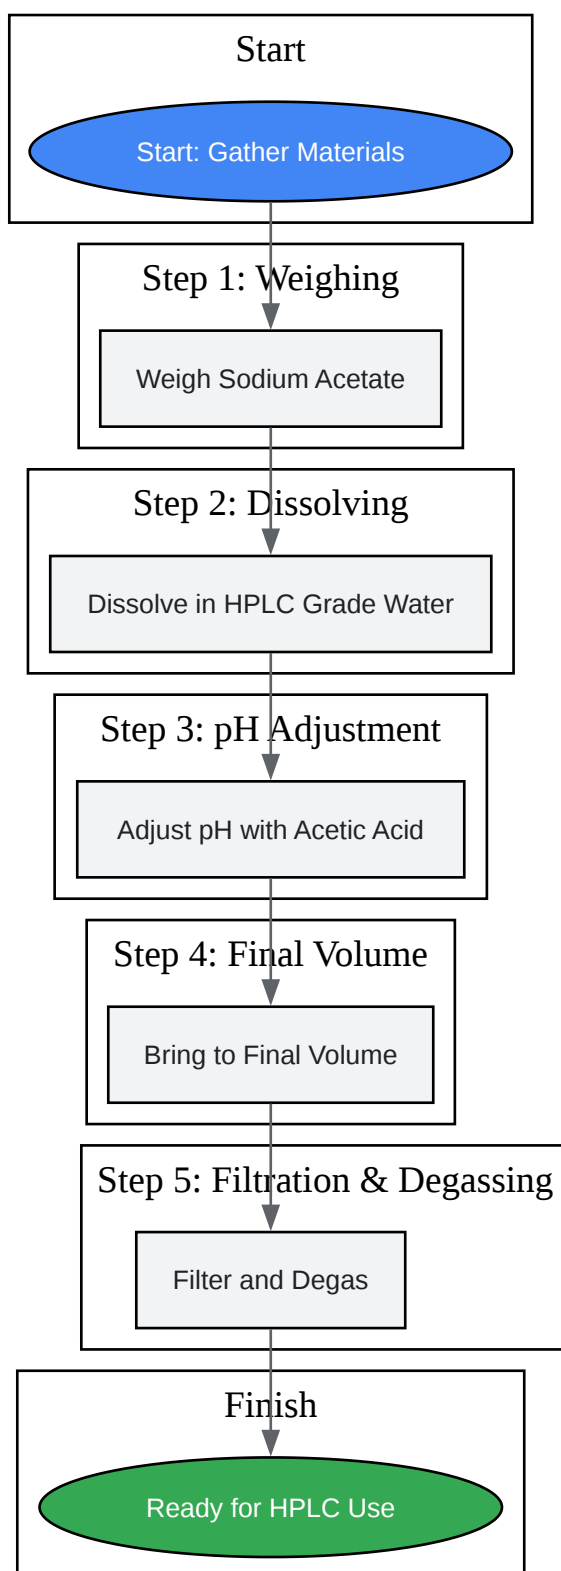 Start
Start: Gather Materials
Step 1: Weighing
Weigh Sodium Acetate
Step 2: Dissolving
Dissolve in HPLC Grade Water
Step 3: pH Adjustment
Adjust pH with Acetic Acid
Step 4: Final Volume
Bring to Final Volume
Step 5: Filtration & Degassing
Filter and Degas
Finish
Ready for HPLC Use